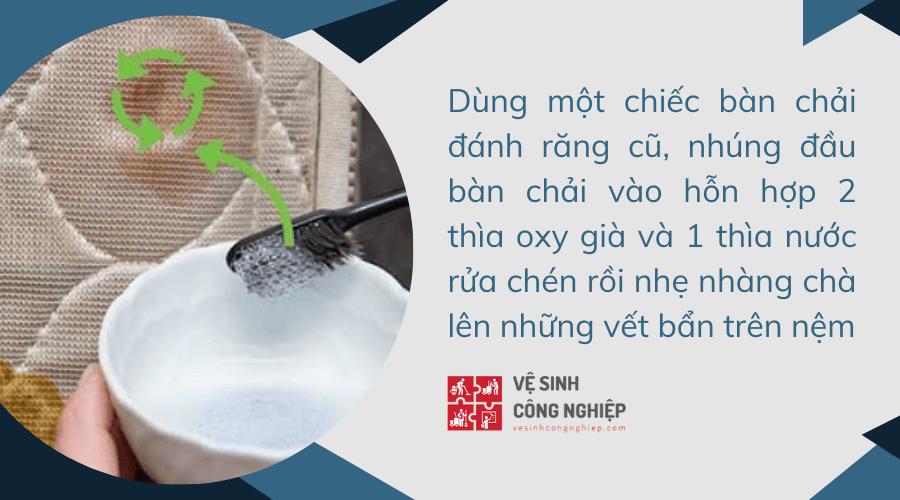 Dùng một chiếc bàn chải
đánh răng cũ, nhúng đầu
bàn chải vào hỗn hợp 2
thìa oxy già và 1 thìa nước
rửa chén rồi nhẹ nhàng chà
lên những vết bẩn trên nệm
VỆ SINH
CÔNG NGHIỆP
vesinhcongnghiep.com